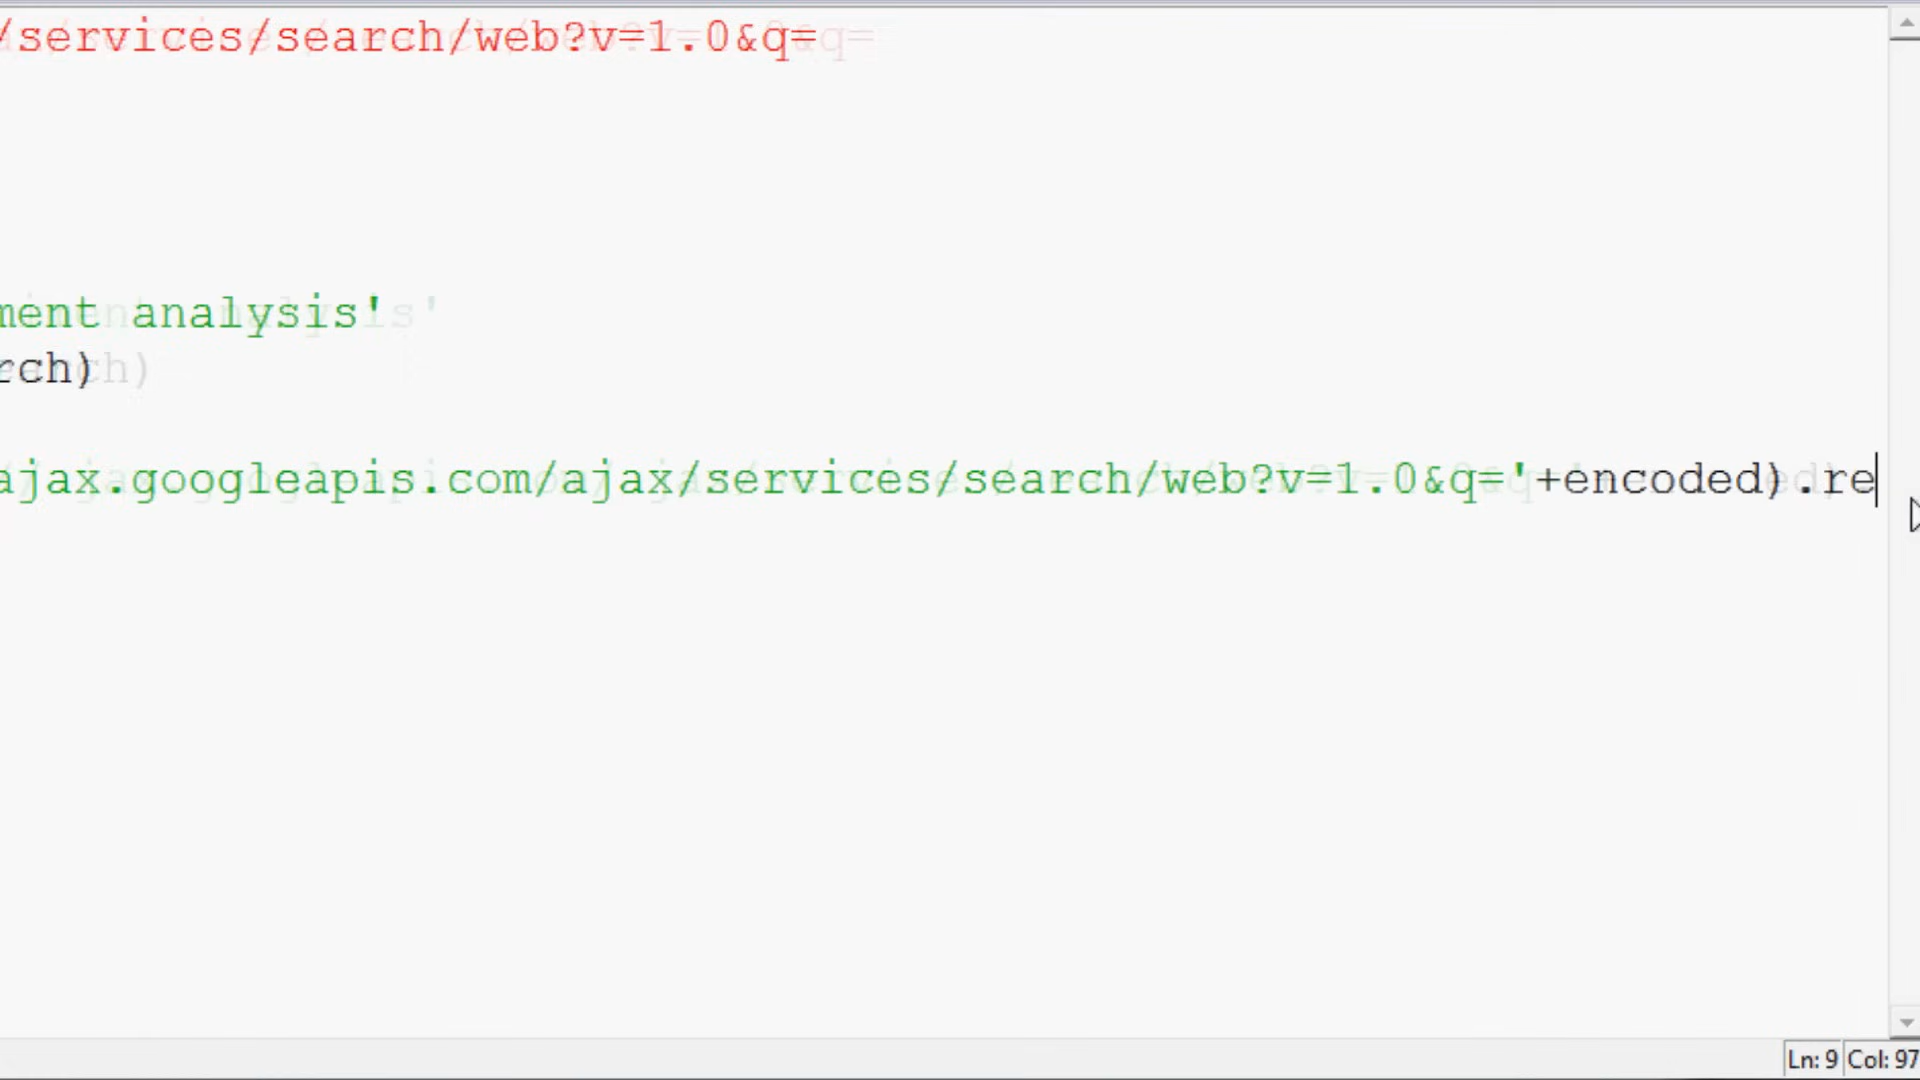 /services/search/web?v=1.0&q=
ment analysis'
rch)
ajax.googleapis.com/ajax/services/search/web?v=1.0&q='+encoded).re
Ln: 9 Col: 97